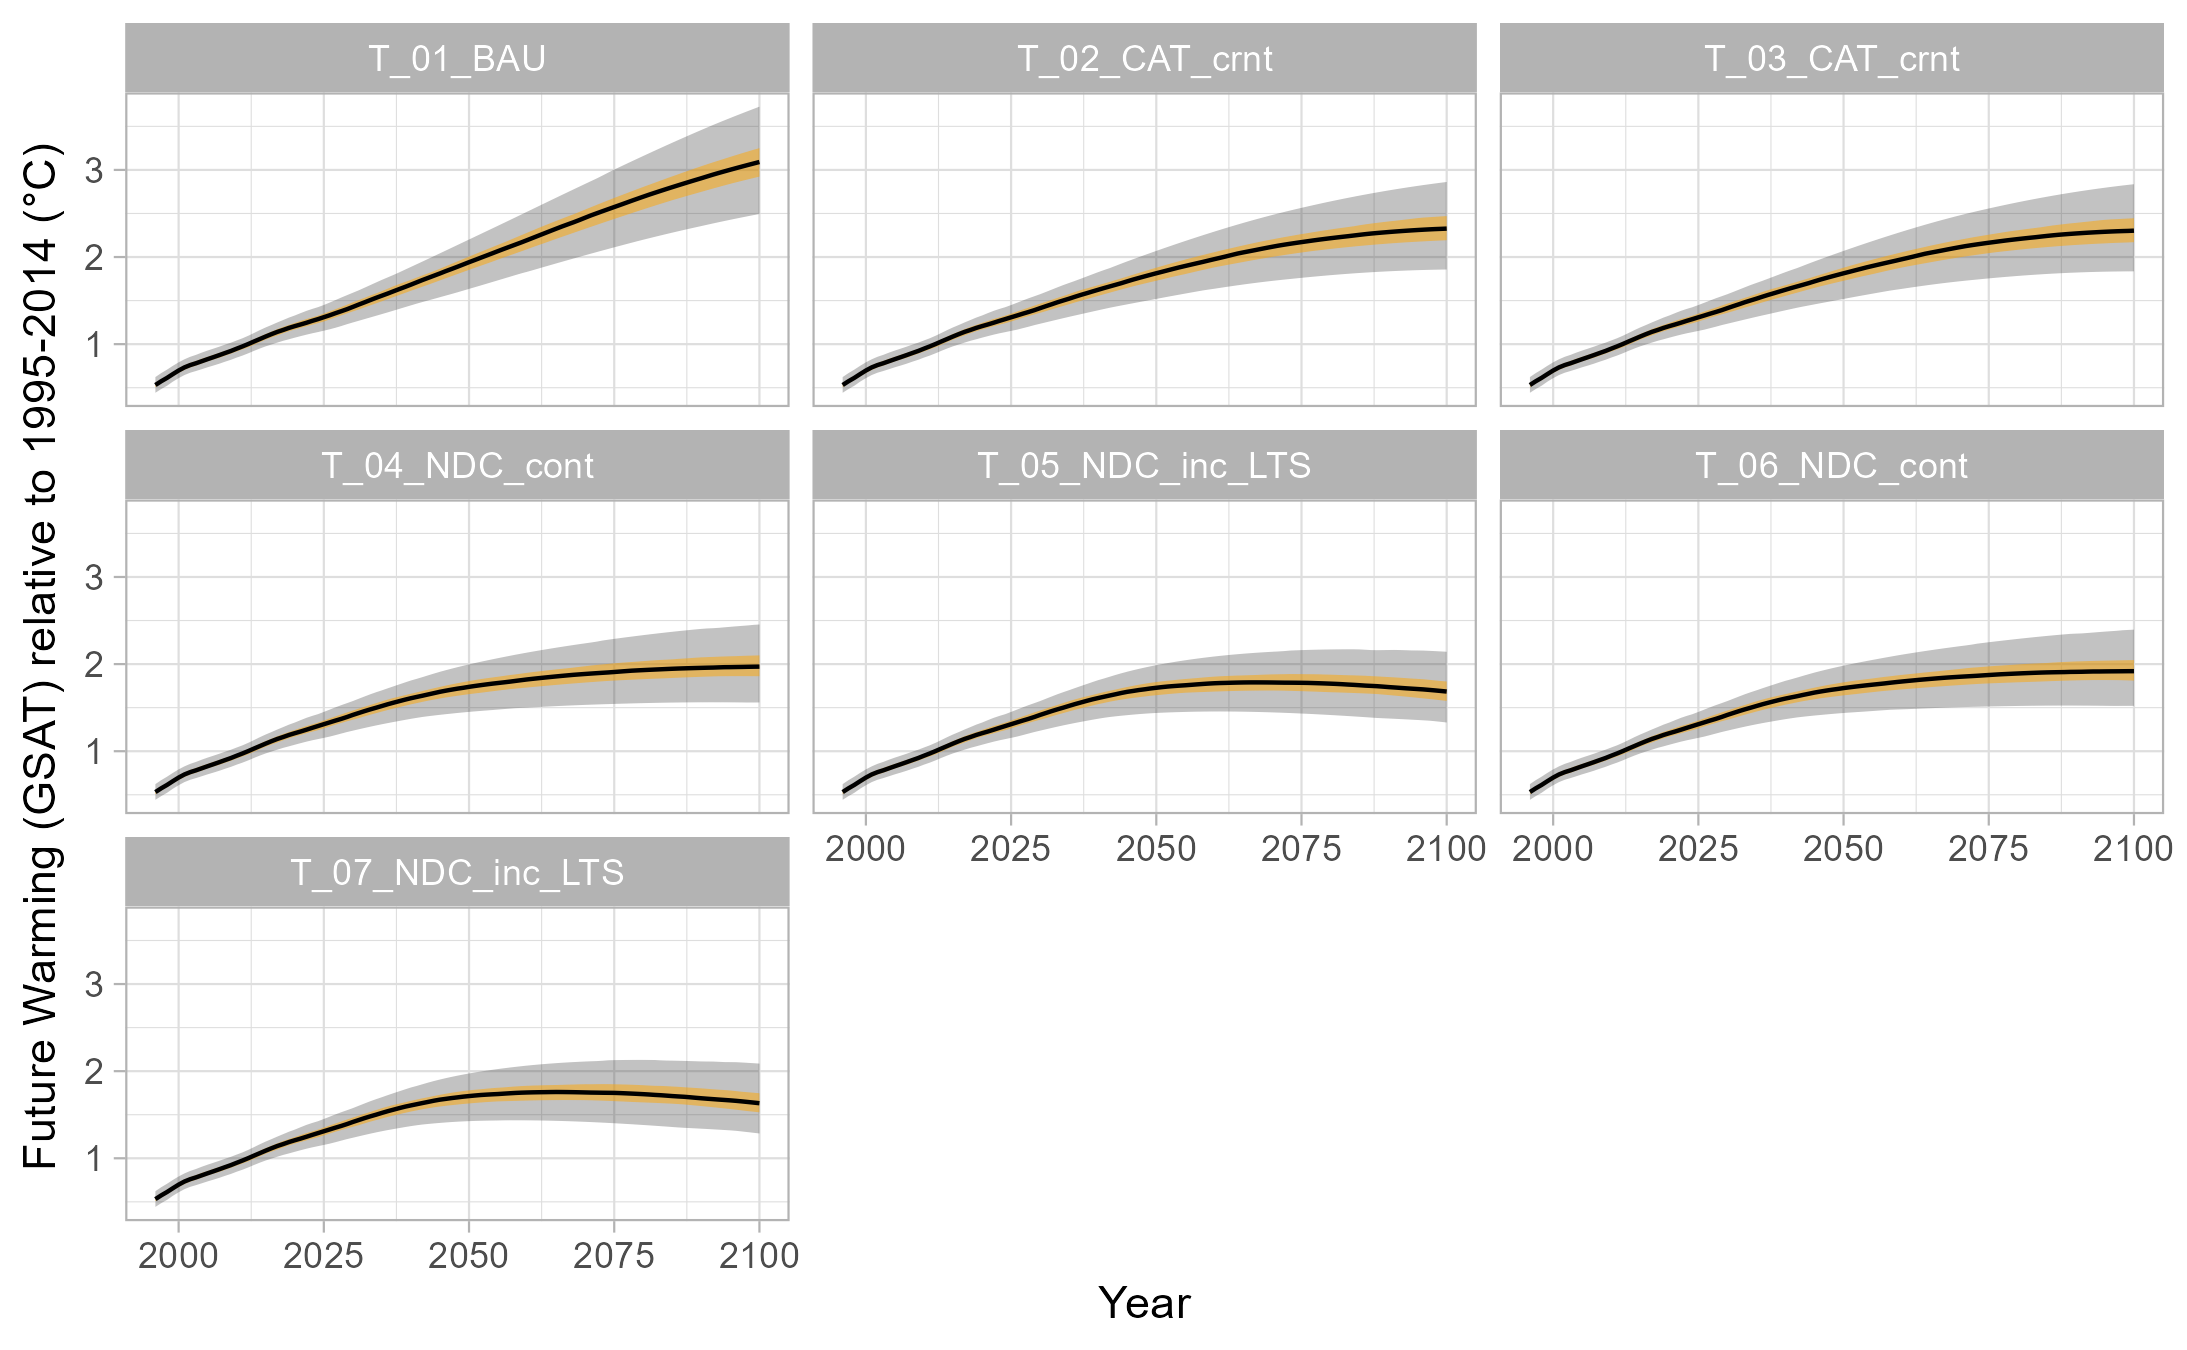 T_01_BAU
T_02_CAT_crnt
T_03_CAT_crnt
3
2
1
T_04_NDC_cont
T_05_NDC_inc_LTS
T_06_NDC_cont
3
2
1
2000 2025 2050 2075 2100
2000 2025 2050 2075 2100
T_07_NDC_inc_LTS
3
2
1
2000 2025 2050 2075 2100
Year
Future Warming (GSAT) relative to 1995-2014 (°C)